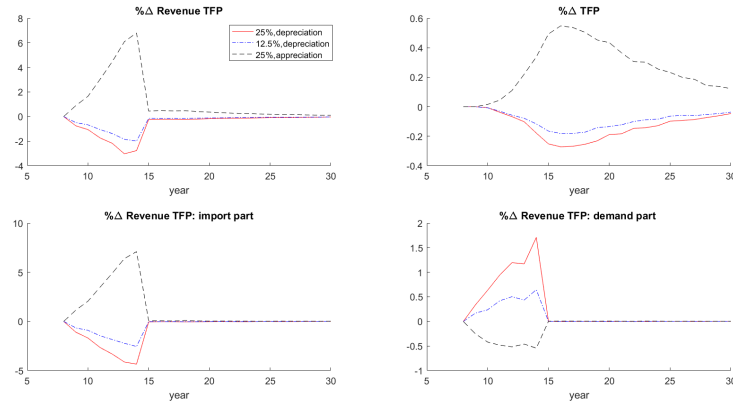 %Δ Revenue TFP
8
6
4
2
0
-2
-4
5 10 15 20 25 30
year
25%,depreciation
12.5%,depreciation
25%,appreciation
%Δ TFP
0.6
0.4
0.2
0
-0.2
-0.4
5 10 15 20 25 30
year
%Δ Revenue TFP: import part
10
5
0
-5
5 10 15 20 25 30
year
%Δ Revenue TFP: demand part
2
1.5
1
0.5
0
-0.5
-1
5 10 15 20 25 30
year